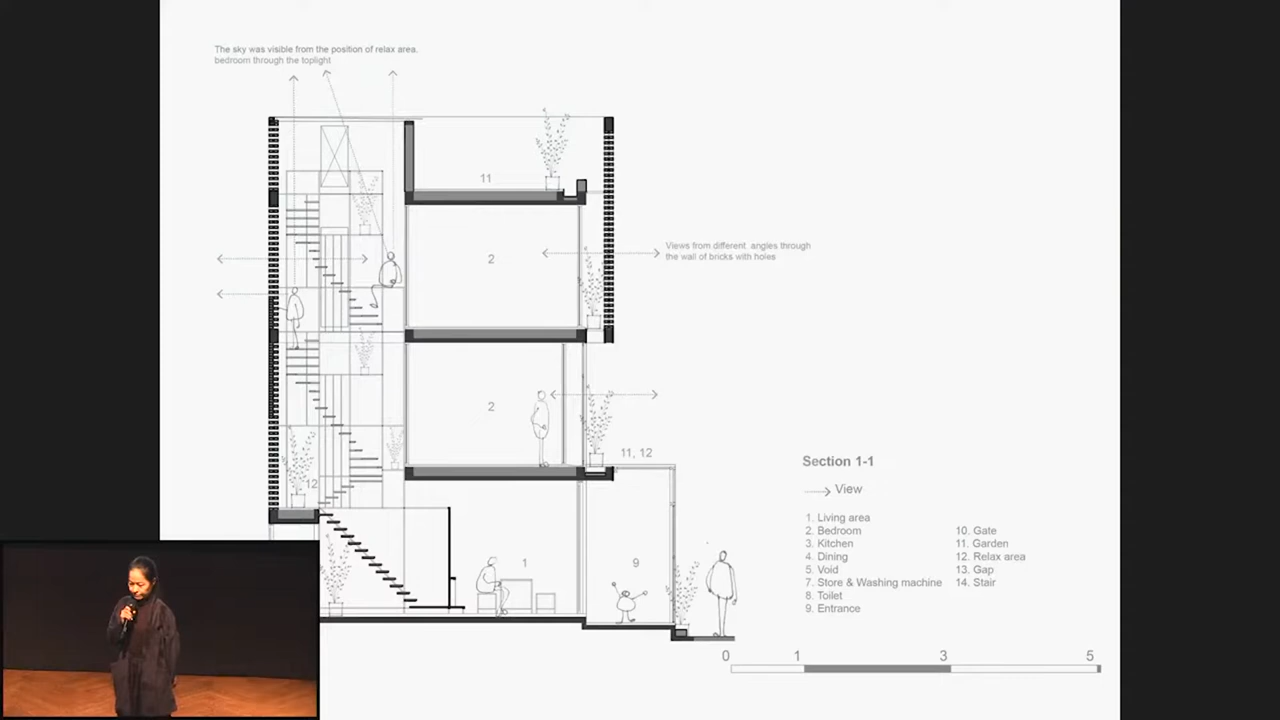 The sky was visible from the position of relax area.
bedroom through the toplight
11
2
Views from different angles through
the wall of bricks with holes
2
11, 12
12
1
9
Section 1-1
View
1. Living area
2. Bedroom
3. Kitchen
4. Dining
5. Void
7. Store & Washing machine
8. Toilet
9. Entrance
10. Gate
11. Garden
12. Relax area
13. Gap
14. Stair
0 1 3 5